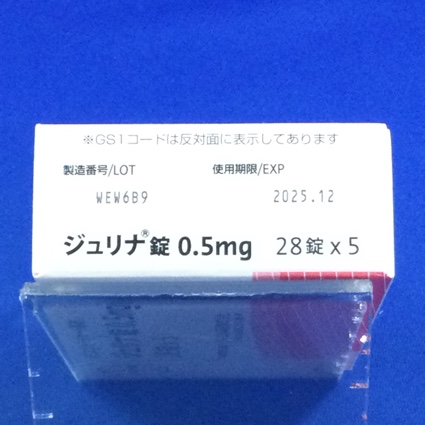 ※GS1コードは反対面に表示してあります
製造番号/LOT 使用期限/EXP
WEW6B9 2025.12
ジュリナ®錠 0.5mg 28錠 x 5